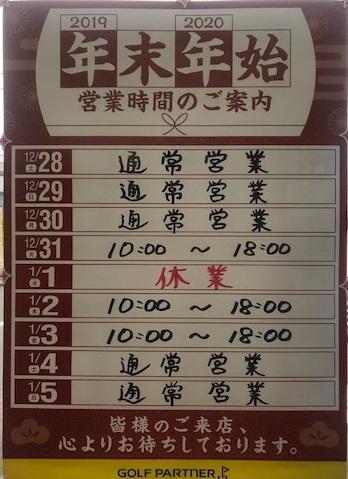 2019 2020
年末年始
営業時間のご案内
12/28 土 通常営業
12/29 日 通常営業
12/30 月 通常営業
12/31 火 10:00 ～ 18:00
1/1 水 休業
1/2 木 10:00 ～ 18:00
1/3 金 10:00 ～ 18:00
1/4 土 通常営業
1/5 日 通常営業
皆様のご来店、
心よりお待ちしております。
GOLF PARTNER